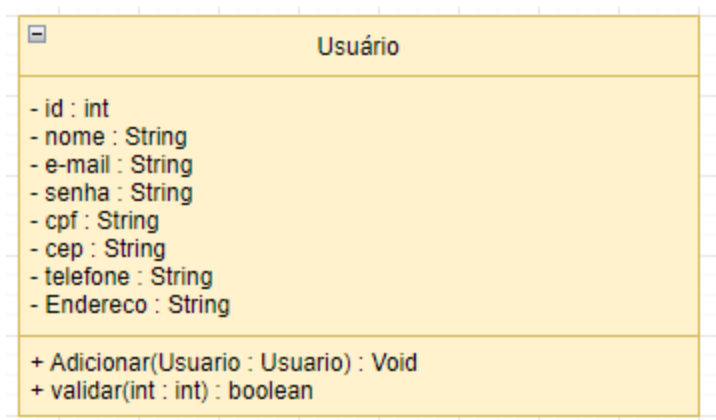 Usuário
- id : int
- nome : String
- e-mail : String
- senha : String
- cpf : String
- cep : String
- telefone : String
- Endereco : String
+ Adicionar(Usuario : Usuario) : Void
+ validar(int : int) : boolean